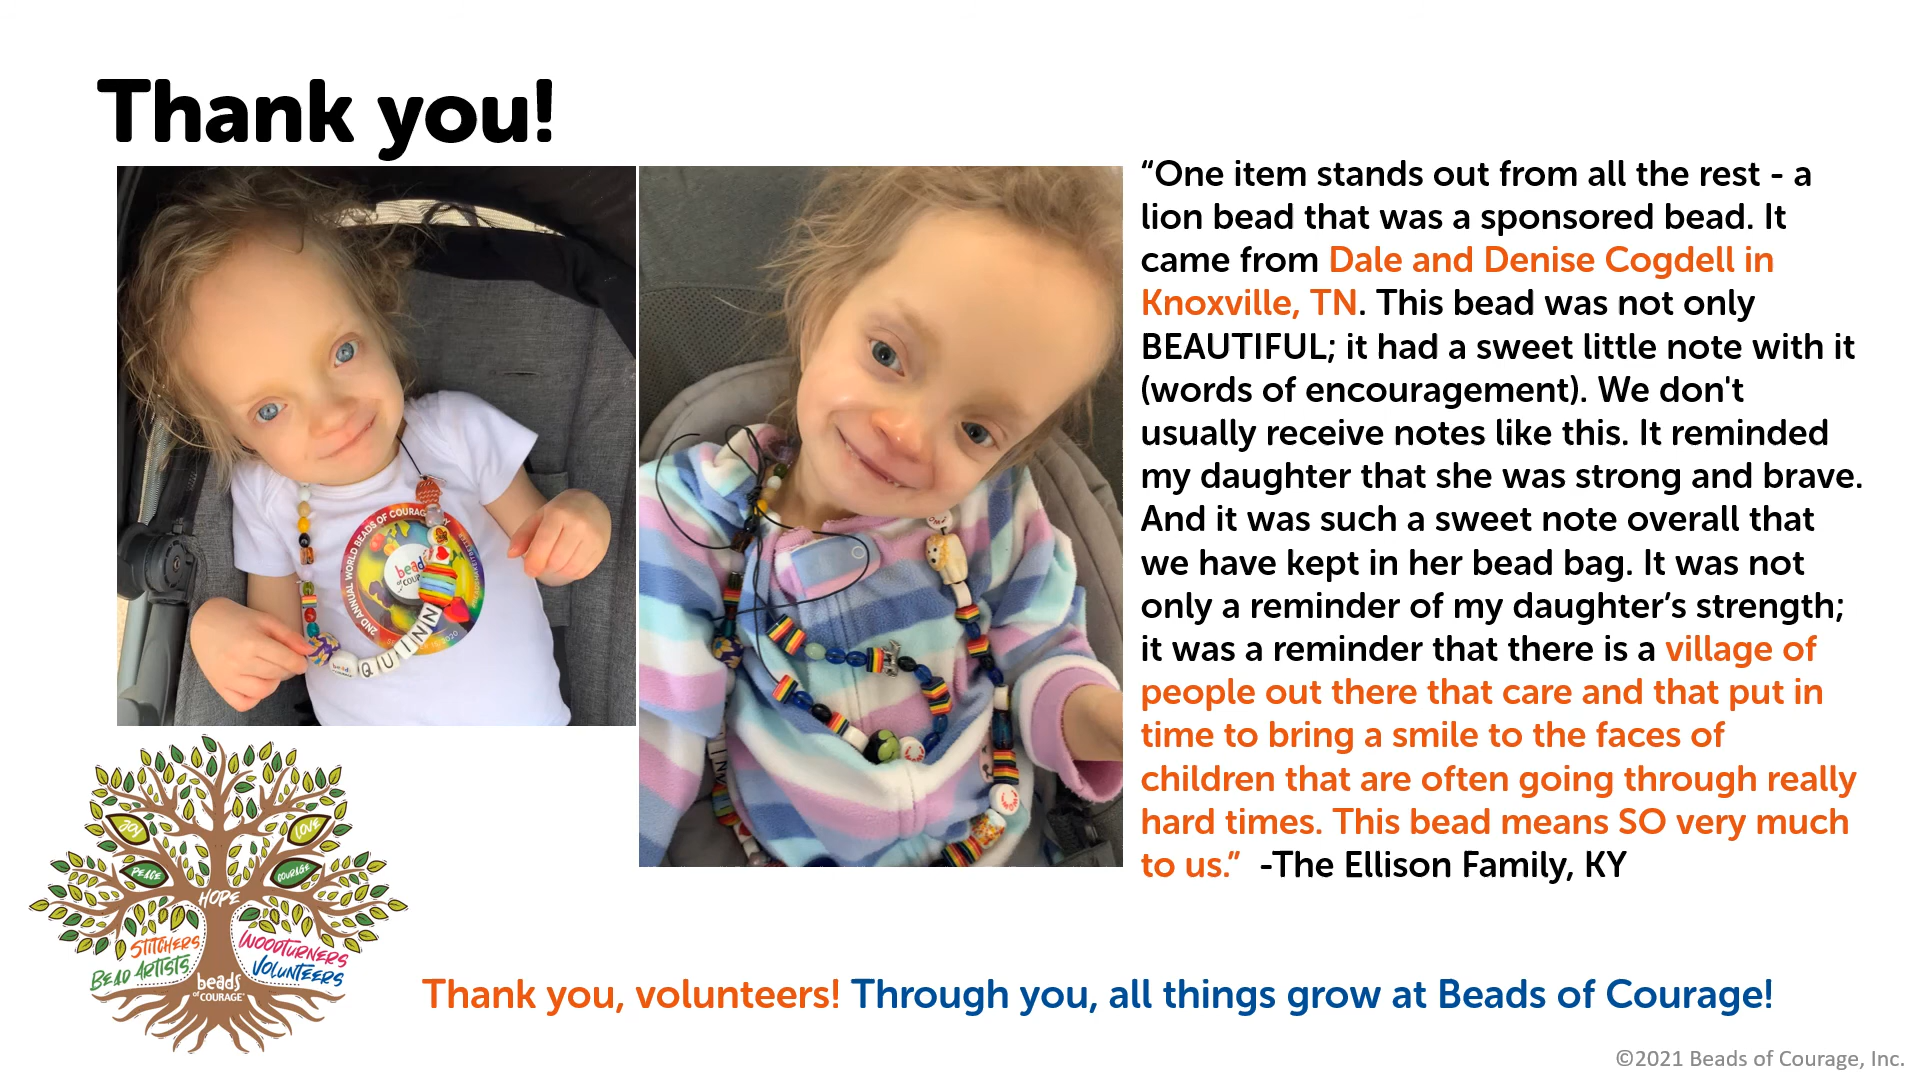 Thank you!
“One item stands out from all the rest - a
lion bead that was a sponsored bead. It
came from Dale and Denise Cogdell in
Knoxville, TN. This bead was not only
BEAUTIFUL; it had a sweet little note with it
(words of encouragement). We don't
usually receive notes like this. It reminded
my daughter that she was strong and brave.
And it was such a sweet note overall that
we have kept in her bead bag. It was not
only a reminder of my daughter’s strength;
it was a reminder that there is a village of
people out there that care and that put in
time to bring a smile to the faces of
children that are often going through really
hard times. This bead means SO very much
to us.” -The Ellison Family, KY
2ND ANNUAL WORLD BEADS OF COURAG
bead
OF COUR
QUINN
JOY
LOVE
PEACE
COURAGE
HOPE
STITCHERS
WOODTURNERS
BEAD ARTISTS
VOLUNTEERS
beads
OF COURAGE
Thank you, volunteers! Through you, all things grow at Beads of Courage!
©2021 Beads of Courage, Inc.